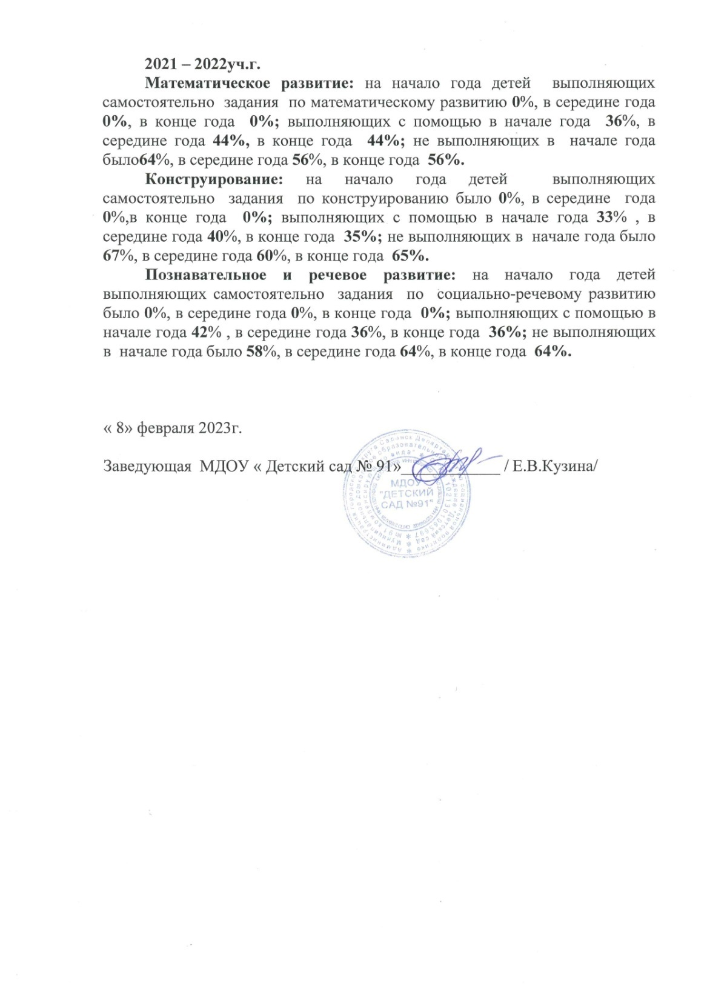 2021 – 2022уч.г.
Математическое развитие: на начало года детей выполняющих
самостоятельно задания по математическому развитию 0%, в середине года
0%, в конце года 0%; выполняющих с помощью в начале года 36%, в
середине года 44%, в конце года 44%; не выполняющих в начале года
было64%, в середине года 56%, в конце года 56%.
Конструирование: на начало года детей выполняющих
самостоятельно задания по конструированию было 0%, в середине года
0%,в конце года 0%; выполняющих с помощью в начале года 33% , в
середине года 40%, в конце года 35%; не выполняющих в начале года было
67%, в середине года 60%, в конце года 65%.
Познавательное и речевое развитие: на начало года детей
выполняющих самостоятельно задания по социально-речевому развитию
было 0%, в середине года 0%, в конце года 0%; выполняющих с помощью в
начале года 42% , в середине года 36%, в конце года 36%; не выполняющих
в начале года было 58%, в середине года 64%, в конце года 64%.
« 8» февраля 2023г.
Заведующая МДОУ « Детский сад № 91»____________ / Е.В.Кузина/
МДОУ
"ДЕТСКИЙ
САД №91"